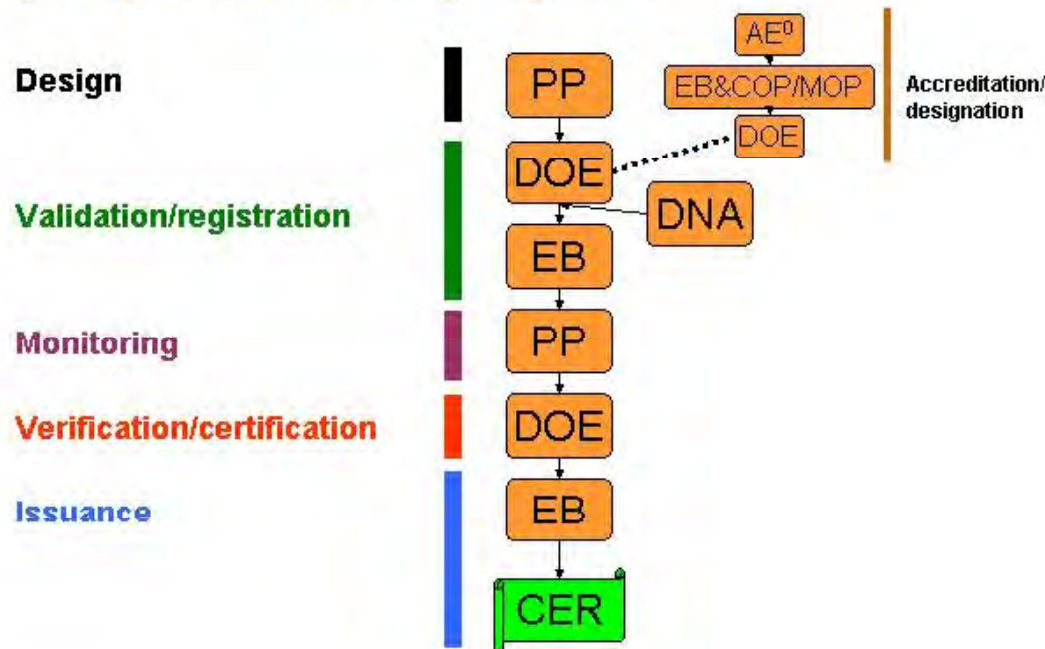 Design
PP
AE⁰
EB&COP/MOP
DOE
Accreditation/
designation
Validation/registration
DOE
DNA
EB
Monitoring
PP
Verification/certification
DOE
Issuance
EB
CER